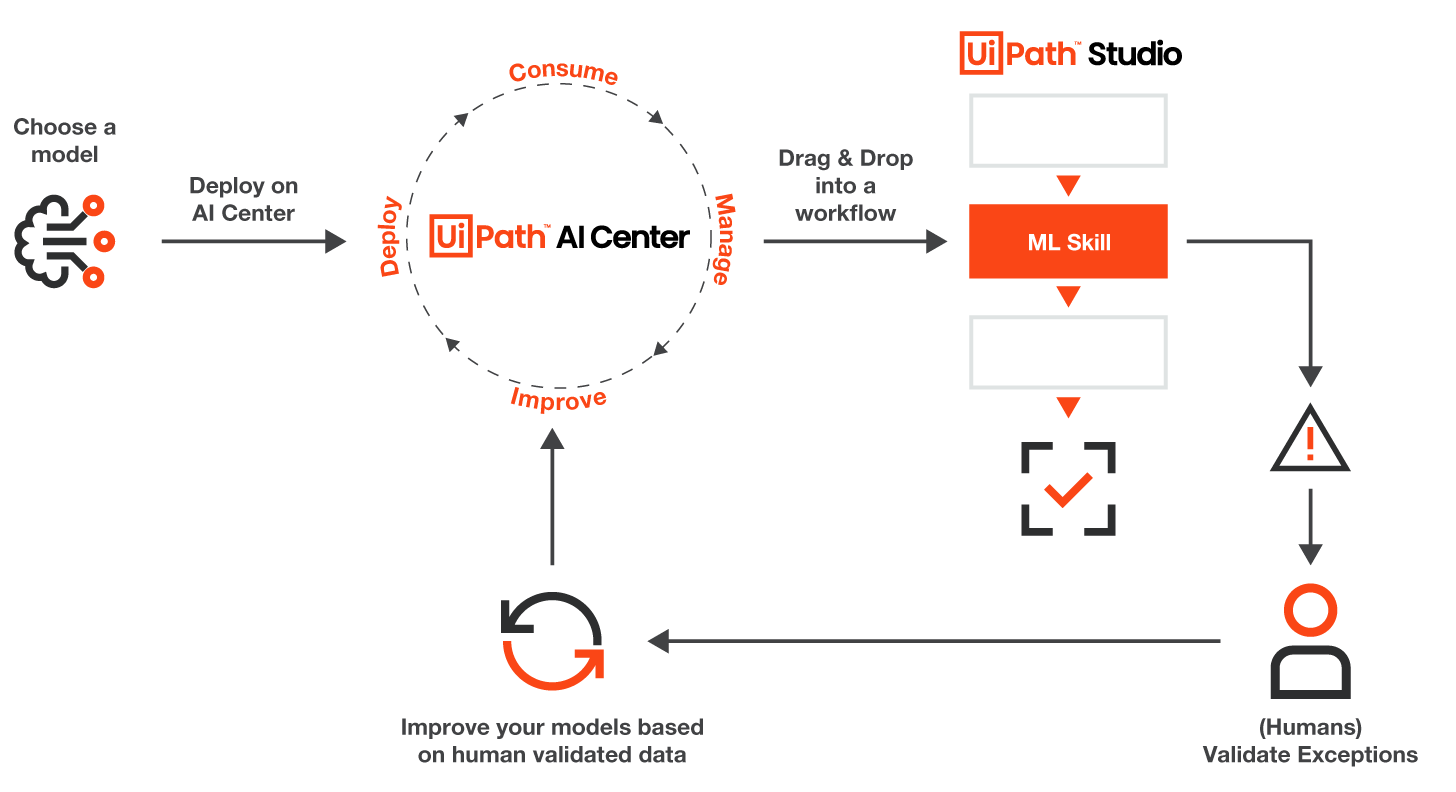 Choose a
model
Deploy on
AI Center
Consume
Manage
Improve
Deploy
UiPath™ AI Center
Drag & Drop
into a
workflow
UiPath™ Studio
ML Skill
!
(Humans)
Validate Exceptions
Improve your models based
on human validated data